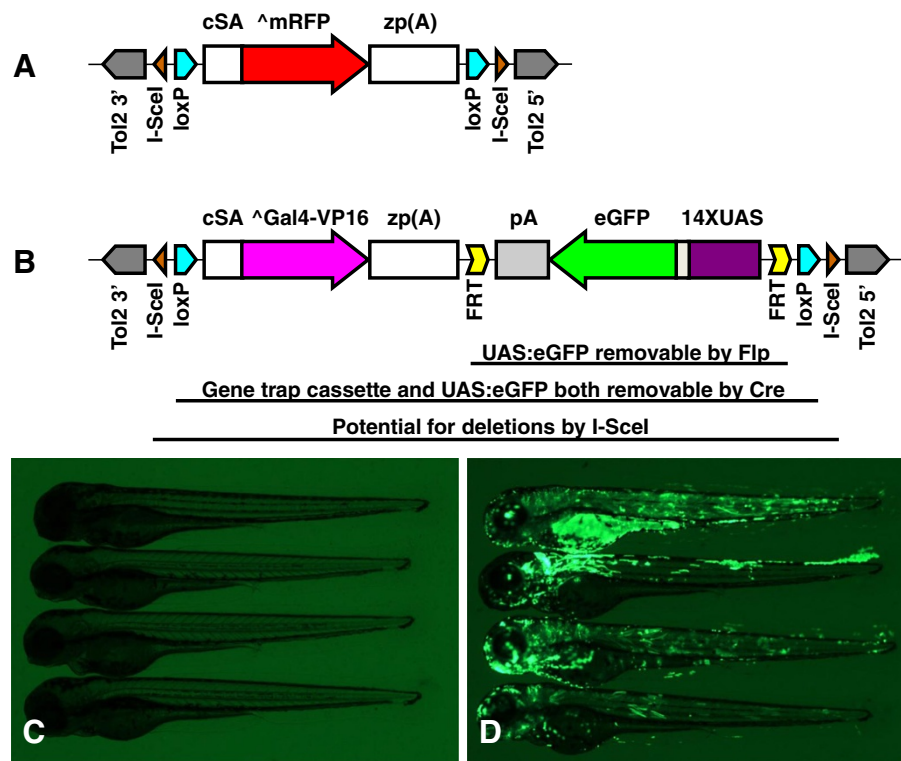 cSA ^mRFP zp(A)
A
Tol2 3’ I-SceI loxP loxP I-SceI Tol2 5’
cSA ^Gal4-VP16 zp(A) pA eGFP 14XUAS
B
Tol2 3’ I-SceI loxP FRT FRT loxP I-SceI Tol2 5’
UAS:eGFP removable by Flp
Gene trap cassette and UAS:eGFP both removable by Cre
Potential for deletions by I-SceI
C D